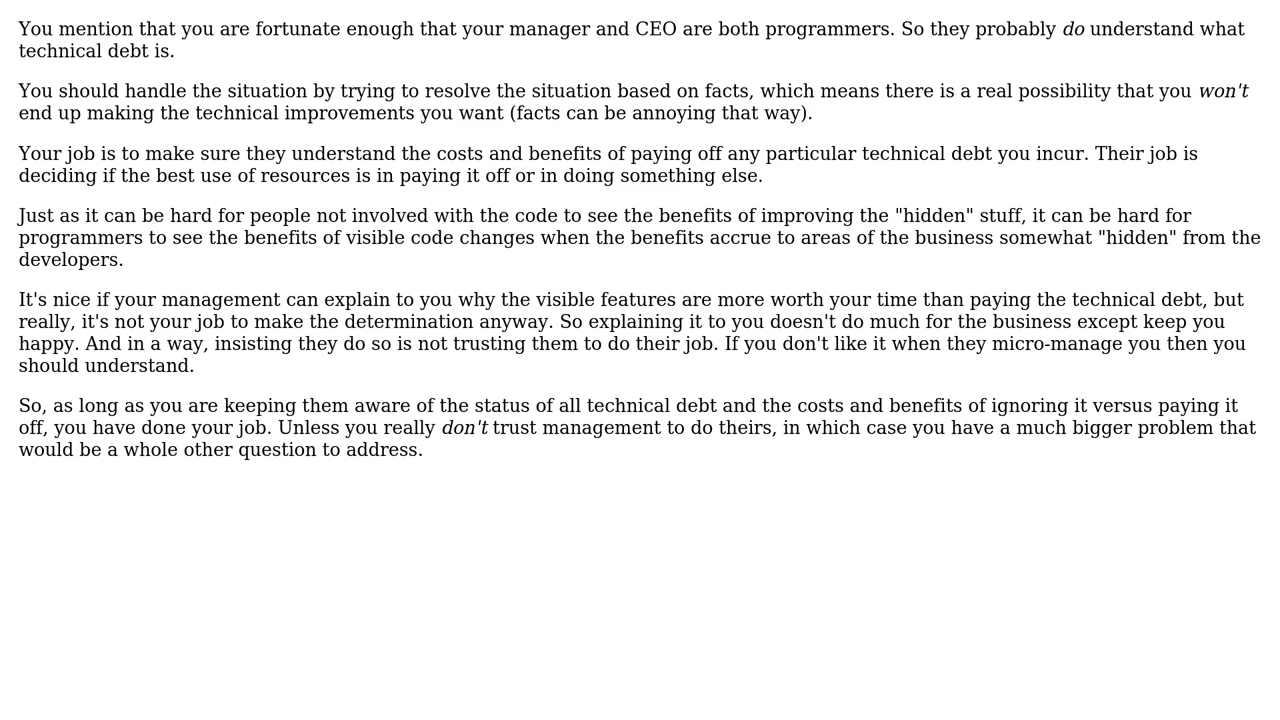 You mention that you are fortunate enough that your manager and CEO are both programmers. So they probably do understand what
technical debt is.
You should handle the situation by trying to resolve the situation based on facts, which means there is a real possibility that you won't
end up making the technical improvements you want (facts can be annoying that way).
Your job is to make sure they understand the costs and benefits of paying off any particular technical debt you incur. Their job is
deciding if the best use of resources is in paying it off or in doing something else.
Just as it can be hard for people not involved with the code to see the benefits of improving the "hidden" stuff, it can be hard for
programmers to see the benefits of visible code changes when the benefits accrue to areas of the business somewhat "hidden" from the
developers.
It's nice if your management can explain to you why the visible features are more worth your time than paying the technical debt, but
really, it's not your job to make the determination anyway. So explaining it to you doesn't do much for the business except keep you
happy. And in a way, insisting they do so is not trusting them to do their job. If you don't like it when they micro-manage you then you
should understand.
So, as long as you are keeping them aware of the status of all technical debt and the costs and benefits of ignoring it versus paying it
off, you have done your job. Unless you really don't trust management to do theirs, in which case you have a much bigger problem that
would be a whole other question to address.